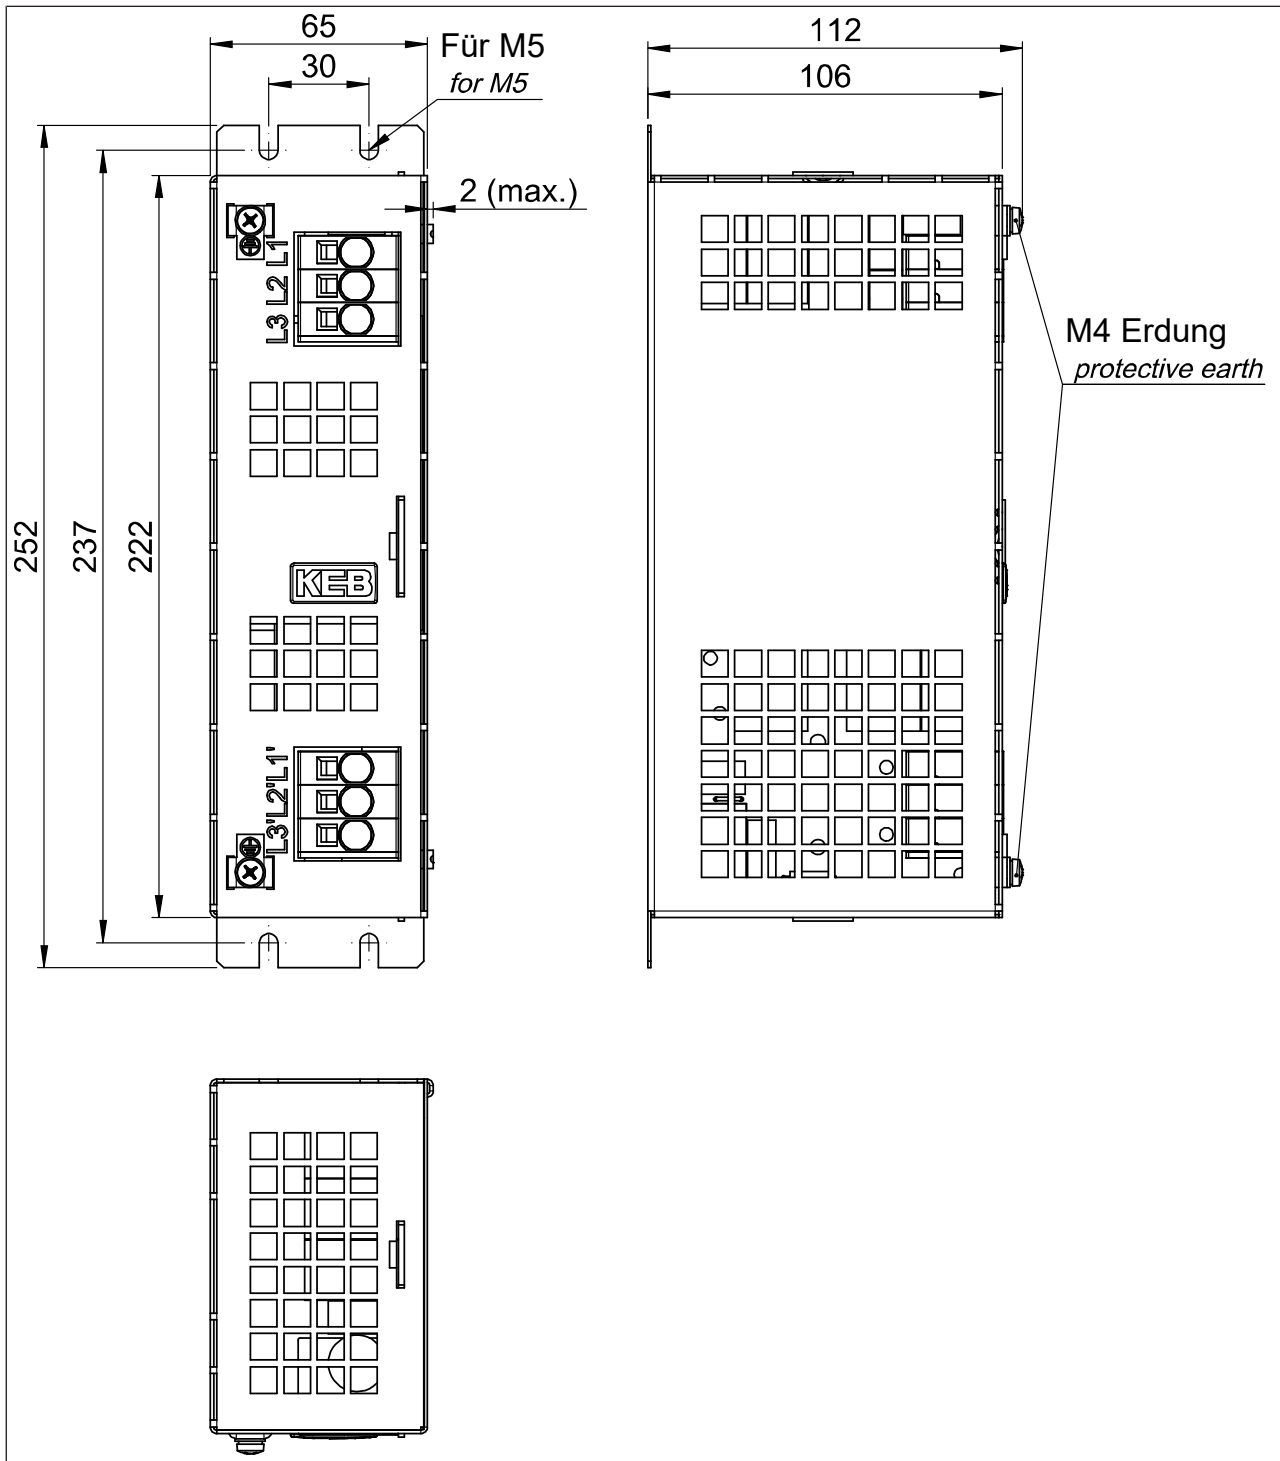 65
30
Für M5
for M5
2 (max.)
112
106
M4 Erdung
protective earth
252
237
222
L1
L2
L3
KEB
L1'
L2'
L3'